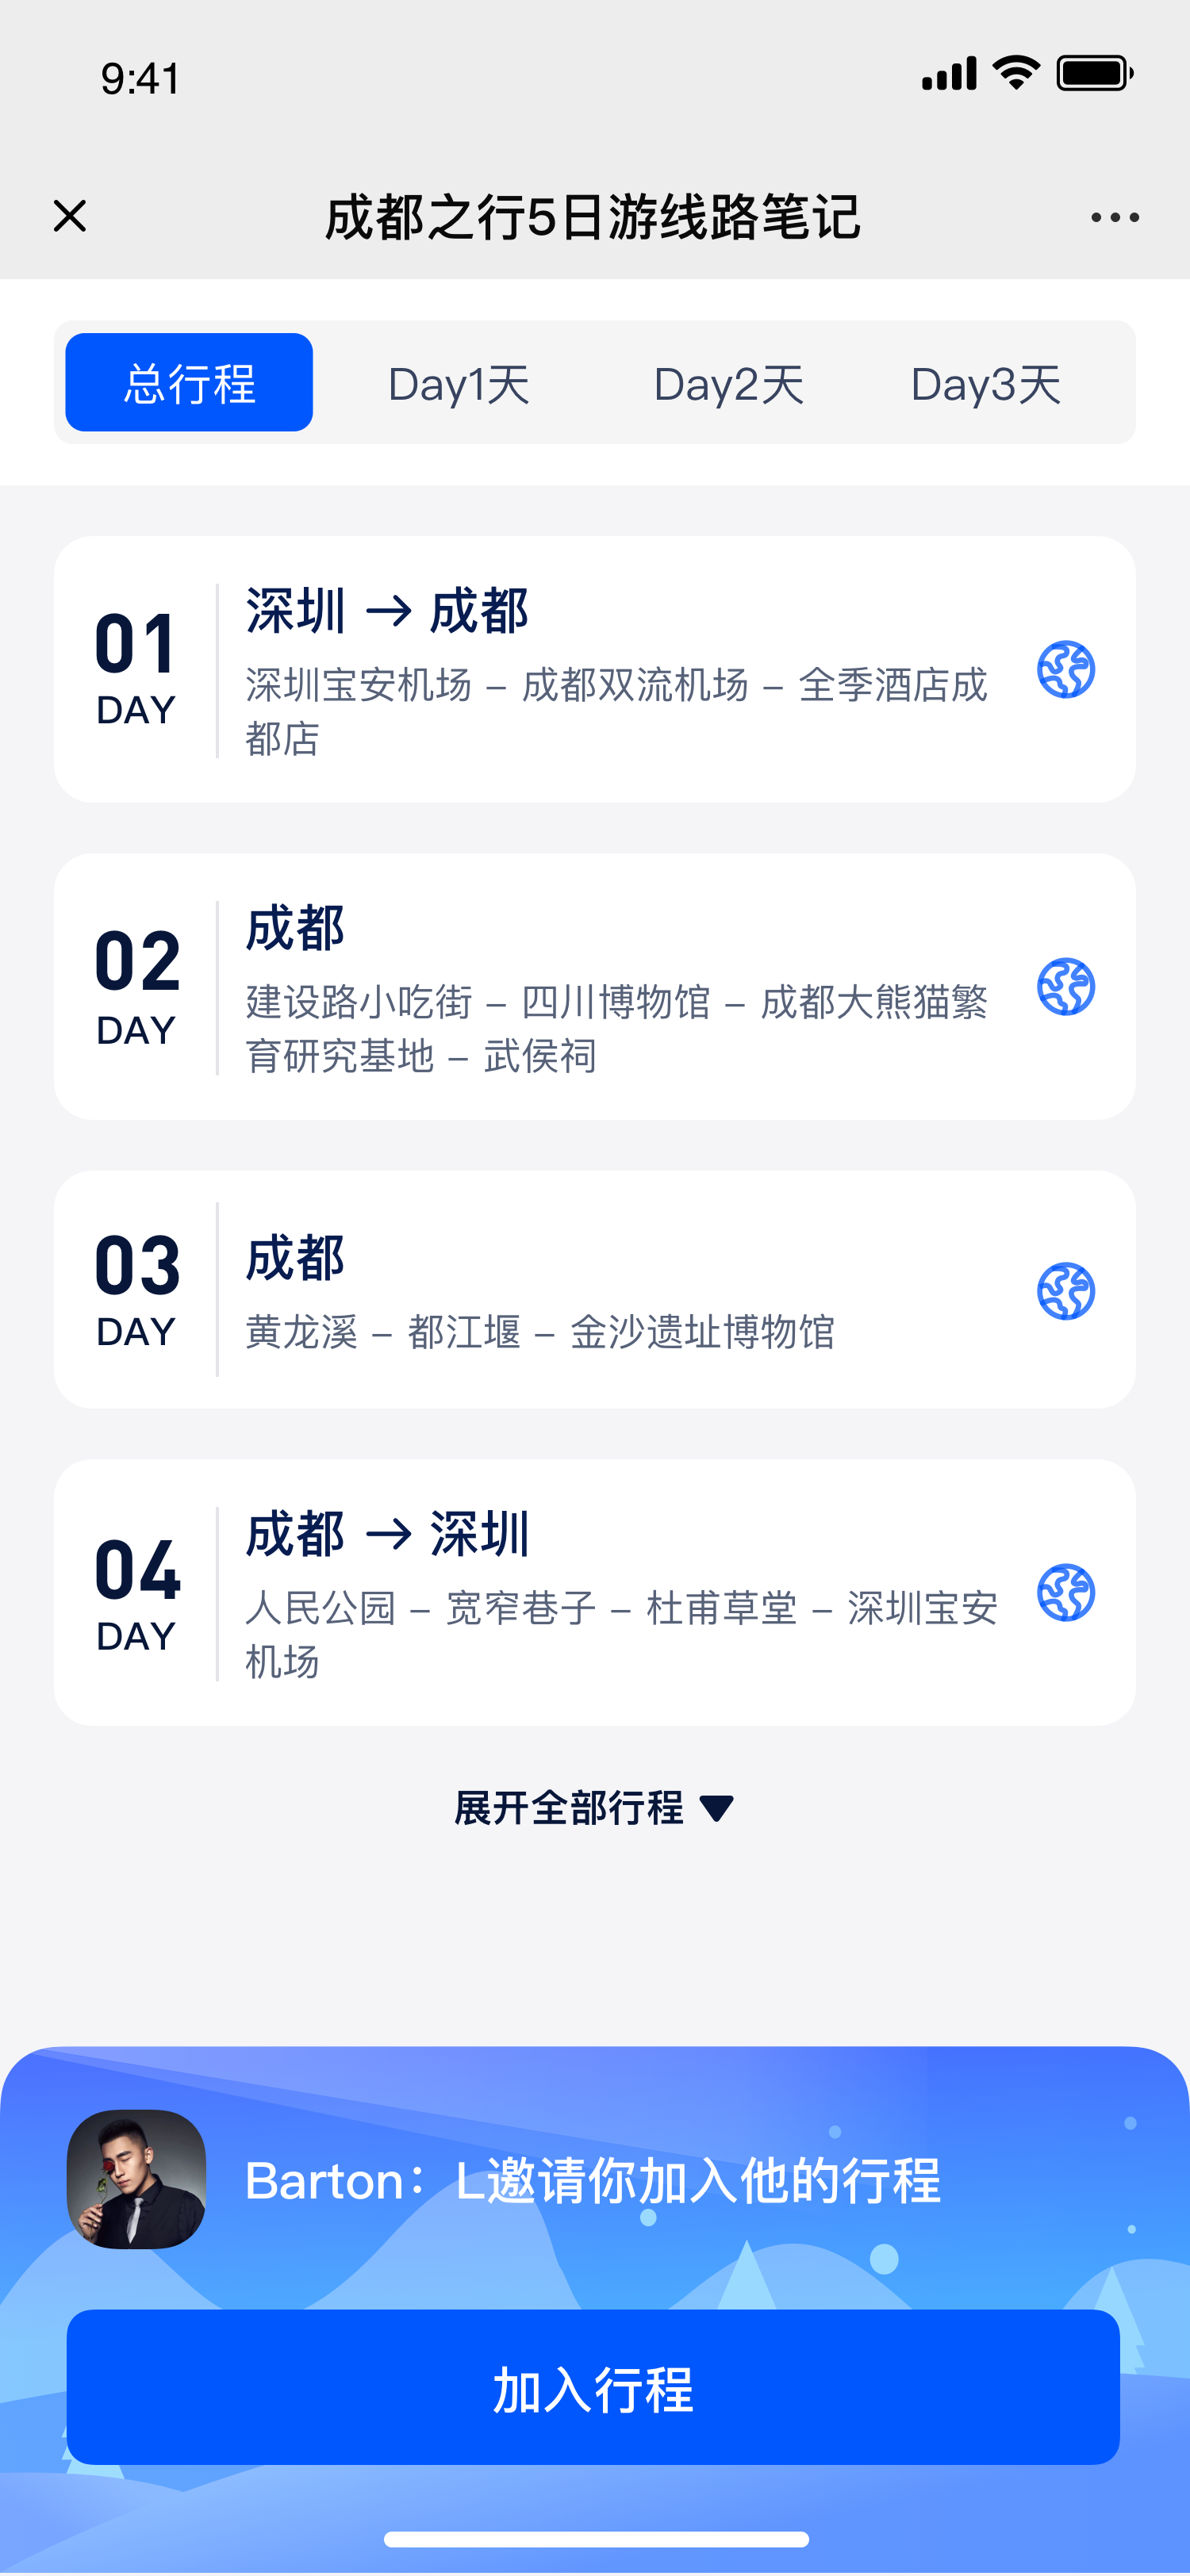 9:41
成都之行5日游线路笔记
总行程 Day1天 Day2天 Day3天
01
DAY
深圳 → 成都
深圳宝安机场 – 成都双流机场 – 全季酒店成
都店
02
DAY
成都
建设路小吃街 – 四川博物馆 – 成都大熊猫繁
育研究基地 – 武侯祠
03
DAY
成都
黄龙溪 – 都江堰 – 金沙遗址博物馆
04
DAY
成都 → 深圳
人民公园 – 宽窄巷子 – 杜甫草堂 – 深圳宝安
机场
展开全部行程
Barton：L邀请你加入他的行程
加入行程